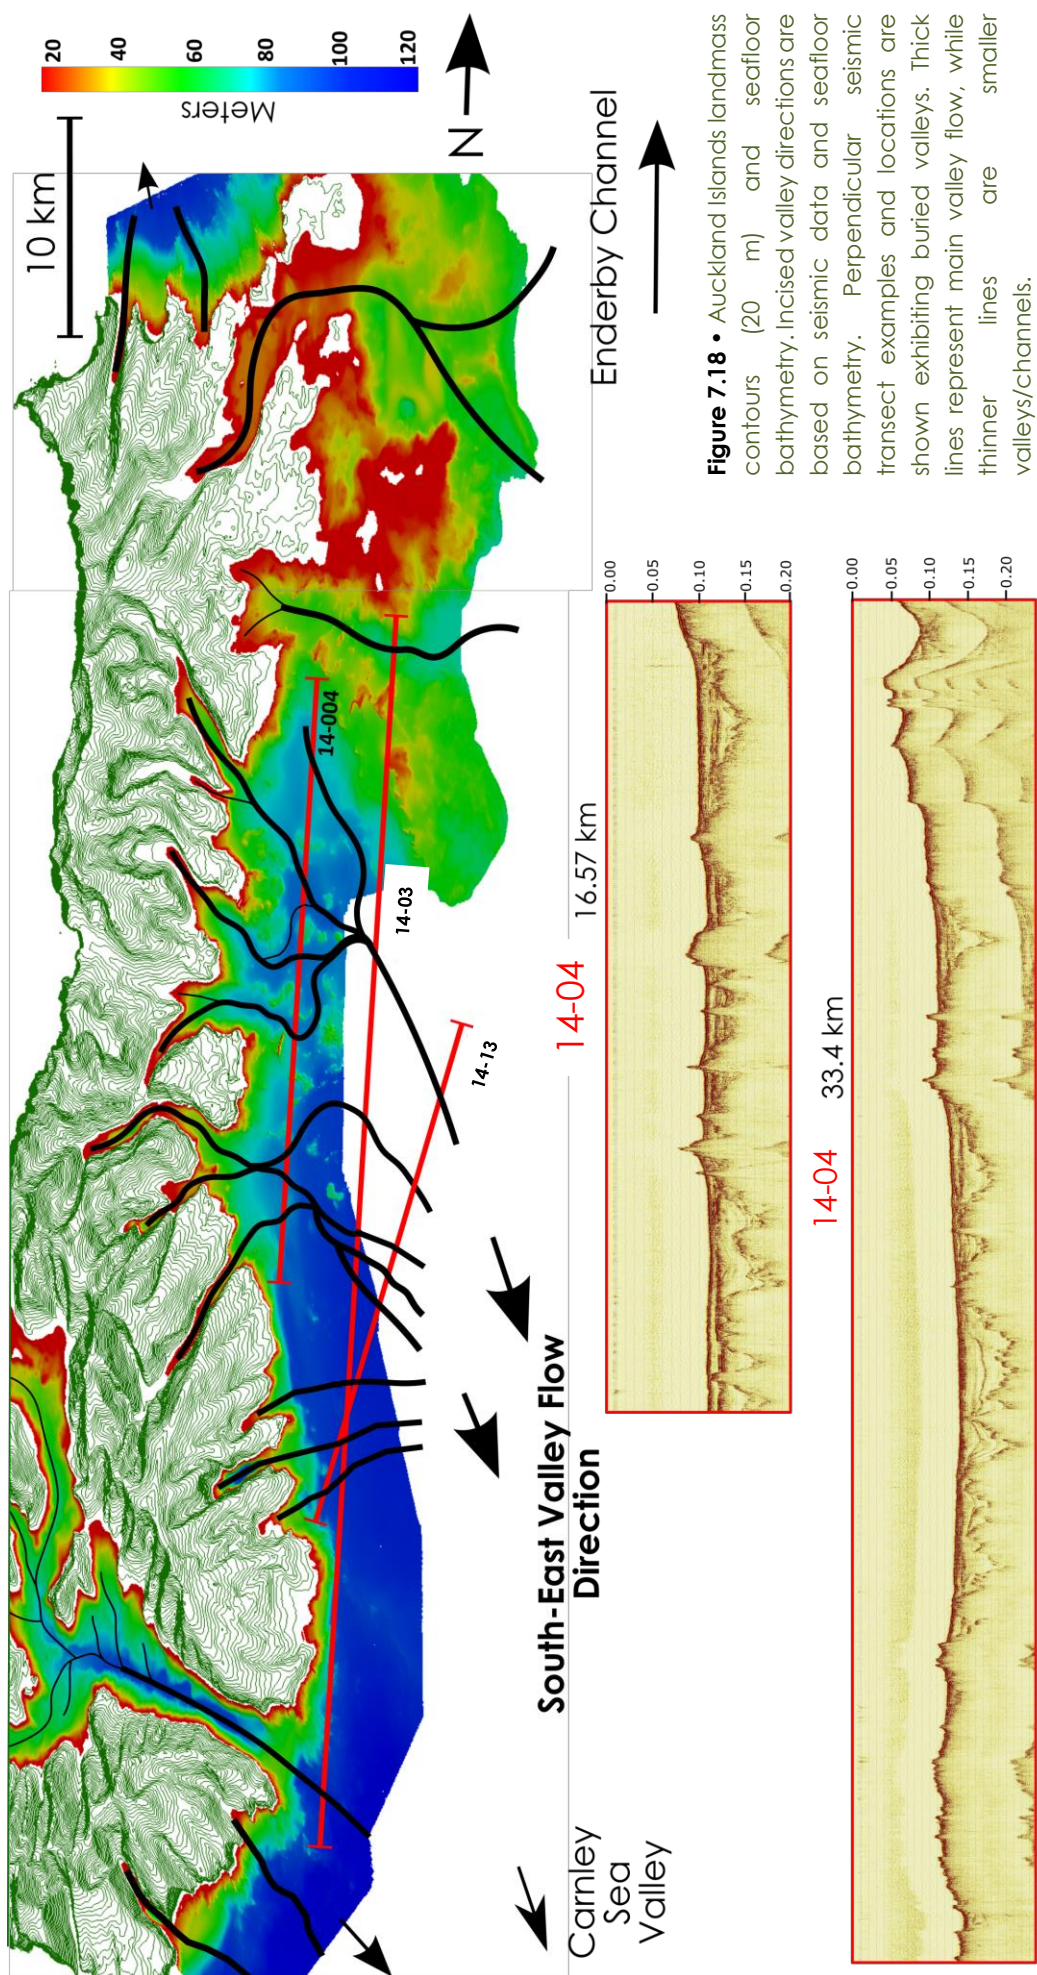 20
40
60
80
100
120
Meters
10 km
N
Enderby Channel
14-004
14-03
14-13
South-East Valley Flow
Direction
Carnley
Sea
Valley
14-04
16.57 km
0.00
0.05
0.10
0.15
0.20
14-04
33.4 km
0.00
0.05
0.10
0.15
0.20
Figure 7.18 • Auckland Islands landmass
contours (20 m) and seafloor
bathymetry. Incised valley directions are
based on seismic data and seafloor
bathymetry. Perpendicular seismic
transect examples and locations are
shown exhibiting buried valleys. Thick
lines represent main valley flow, while
thinner lines are smaller
valleys/channels.